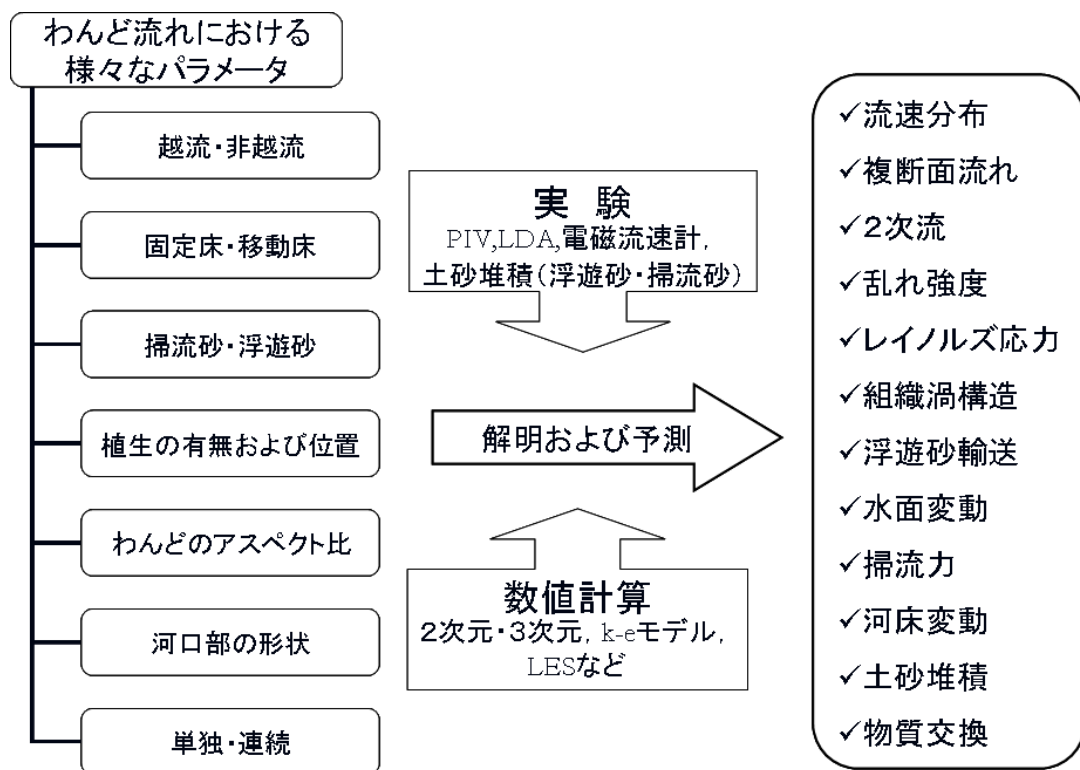 わんど流れにおける
様々なパラメータ
越流・非越流
固定床・移動床
掃流砂・浮遊砂
植生の有無および位置
わんどのアスペクト比
河口部の形状
単独・連続
実 験
PIV,LDA,電磁流速計,
土砂堆積(浮遊砂・掃流砂)
解明および予測
数値計算
2次元・3次元, k-eモデル,
LESなど
✓流速分布
✓複断面流れ
✓2次流
✓乱れ強度
✓レイノルズ応力
✓組織渦構造
✓浮遊砂輸送
✓水面変動
✓掃流力
✓河床変動
✓土砂堆積
✓物質交換